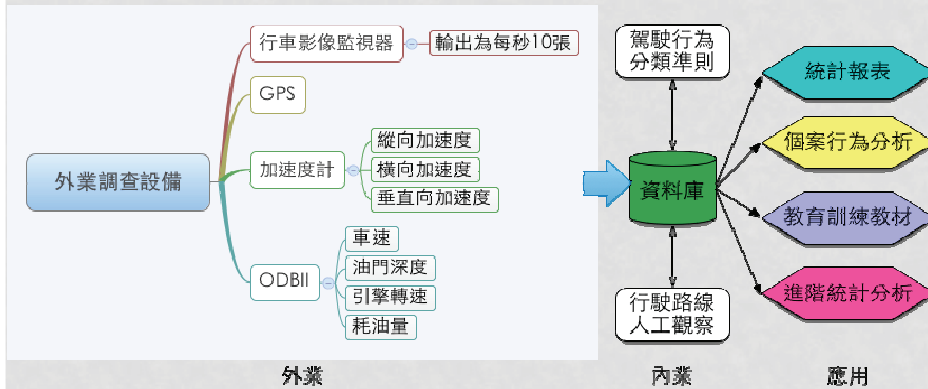 外業調查設備
行車影像監視器
輸出為每秒10張
GPS
加速度計
縱向加速度
橫向加速度
垂直向加速度
ODBII
車速
油門深度
引擎轉速
耗油量
外業
駕駛行為
分類準則
資料庫
行駛路線
人工觀察
內業
統計報表
個案行為分析
教育訓練教材
進階統計分析
應用